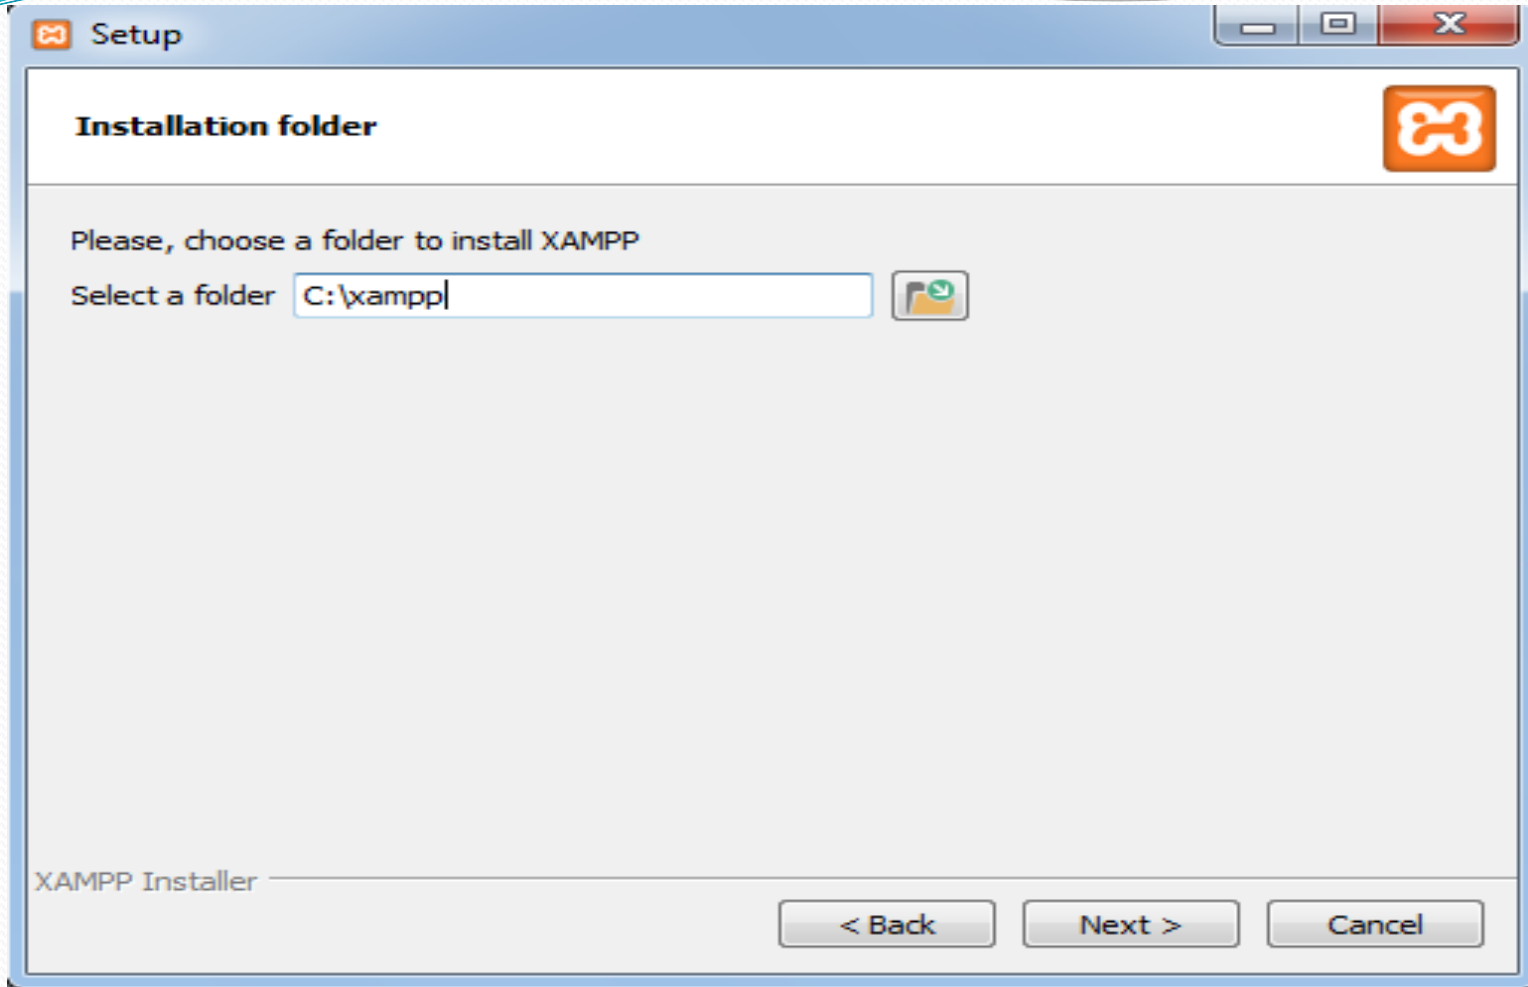 Setup
Installation folder
Please, choose a folder to install XAMPP
Select a folder C:\xampp
XAMPP Installer
< Back Next > Cancel